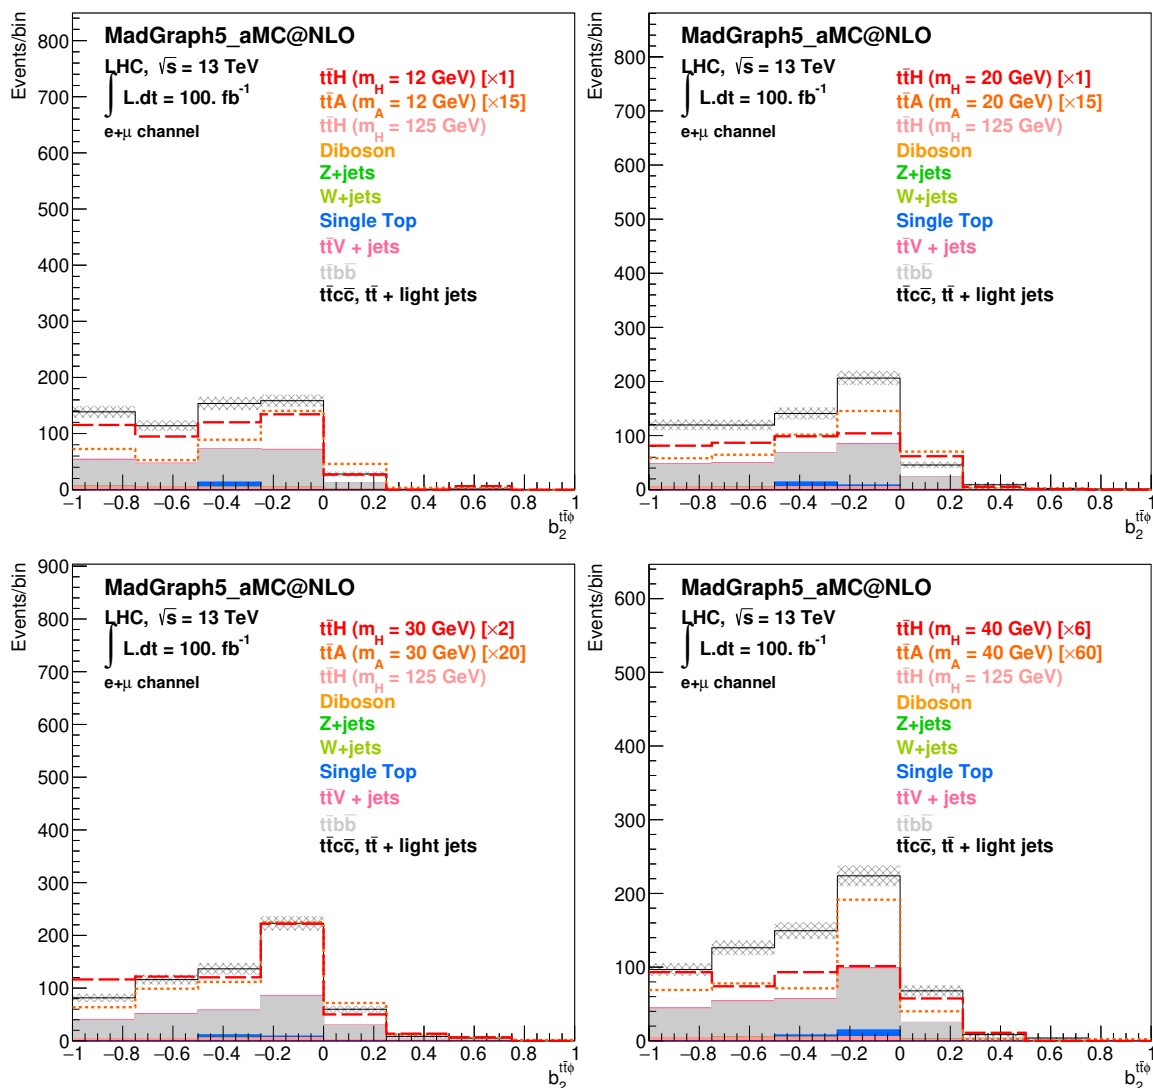 Events/bin
MadGraph5_aMC@NLO
LHC, √s = 13 TeV
∫ L.dt = 100. fb⁻¹
e+μ channel
tt̄H (m_H = 12 GeV) [×1]
tt̄A (m_A = 12 GeV) [×15]
tt̄H (m_H = 125 GeV)
Diboson
Z+jets
W+jets
Single Top
tt̄V + jets
tt̄bb̄
tt̄cc̄, tt̄ + light jets
800
700
600
500
400
300
200
100
0
−1 −0.8 −0.6 −0.4 −0.2 0 0.2 0.4 0.6 0.8 1
b₂^{tt̄φ}
Events/bin
MadGraph5_aMC@NLO
LHC, √s = 13 TeV
∫ L.dt = 100. fb⁻¹
e+μ channel
tt̄H (m_H = 20 GeV) [×1]
tt̄A (m_A = 20 GeV) [×15]
tt̄H (m_H = 125 GeV)
Diboson
Z+jets
W+jets
Single Top
tt̄V + jets
tt̄bb̄
tt̄cc̄, tt̄ + light jets
800
700
600
500
400
300
200
100
0
−1 −0.8 −0.6 −0.4 −0.2 0 0.2 0.4 0.6 0.8 1
b₂^{tt̄φ}
Events/bin
MadGraph5_aMC@NLO
LHC, √s = 13 TeV
∫ L.dt = 100. fb⁻¹
e+μ channel
tt̄H (m_H = 30 GeV) [×2]
tt̄A (m_A = 30 GeV) [×20]
tt̄H (m_H = 125 GeV)
Diboson
Z+jets
W+jets
Single Top
tt̄V + jets
tt̄bb̄
tt̄cc̄, tt̄ + light jets
900
800
700
600
500
400
300
200
100
0
−1 −0.8 −0.6 −0.4 −0.2 0 0.2 0.4 0.6 0.8 1
b₂^{tt̄φ}
Events/bin
MadGraph5_aMC@NLO
LHC, √s = 13 TeV
∫ L.dt = 100. fb⁻¹
e+μ channel
tt̄H (m_H = 40 GeV) [×6]
tt̄A (m_A = 40 GeV) [×60]
tt̄H (m_H = 125 GeV)
Diboson
Z+jets
W+jets
Single Top
tt̄V + jets
tt̄bb̄
tt̄cc̄, tt̄ + light jets
600
500
400
300
200
100
0
−1 −0.8 −0.6 −0.4 −0.2 0 0.2 0.4 0.6 0.8 1
b₂^{tt̄φ}